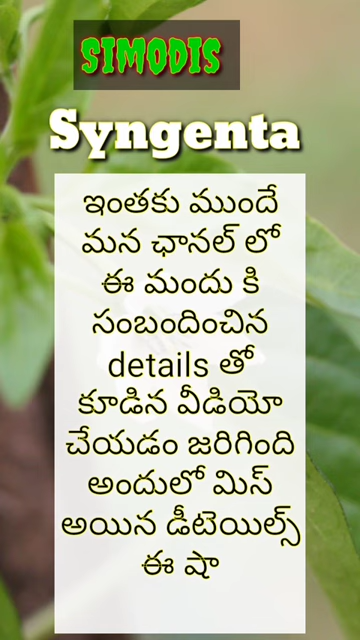 SIMODIS
Syngenta
ఇంతకు ముందే
మన ఛానల్ లో
ఈ మందు కి
సంబందించిన
details తో
కూడిన వీడియో
చేయడం జరిగింది
అందులో మిస్
అయిన డీటెయిల్స్
ఈ షా